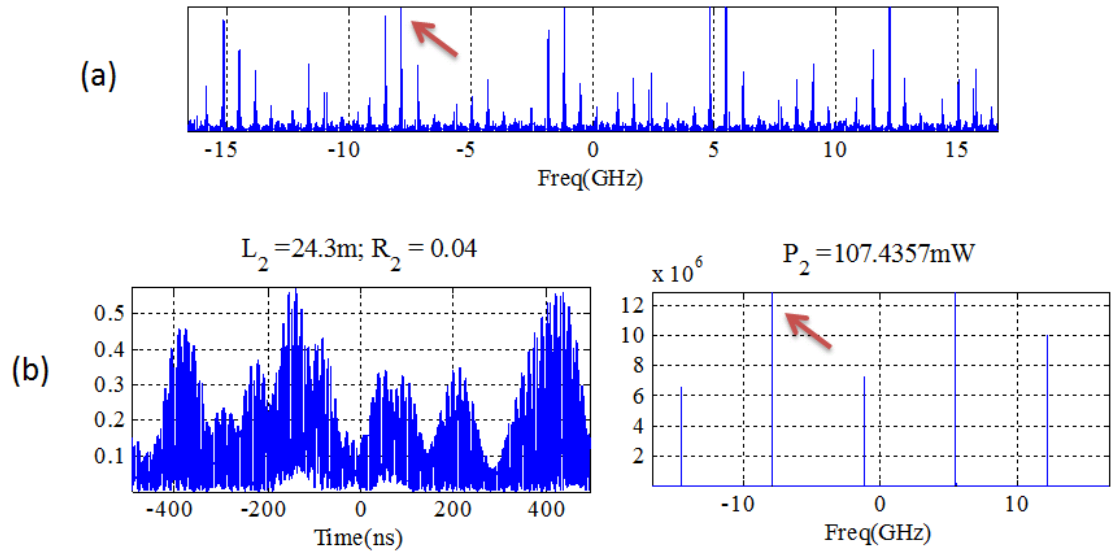 (a)
-15 -10 -5 0 5 10 15
Freq(GHz)
L2 =24.3m; R2 = 0.04
P2 =107.4357mW
x 10^6
(b)
0.5
0.4
0.3
0.2
0.1
-400 -200 0 200 400
Time(ns)
12
10
8
6
4
2
-10 0 10
Freq(GHz)